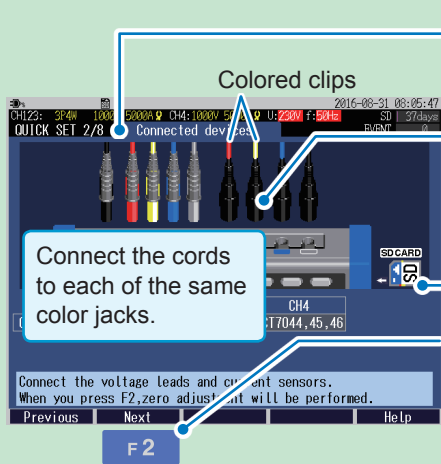 Colored clips
2016-08-31 08:05:47
CH123: 3P4W 1000V 5000A CH4:1000V U:230V f:50Hz SD 37days
QUICK SET 2/8 Connected devices EVENT 0
SD CARD
SD
Connect the cords
to each of the same
color jacks.
CH4
CT7044,45,46
Connect the voltage leads and current sensors.
When you press F2,zero adjustment will be performed.
Previous Next Help
F2